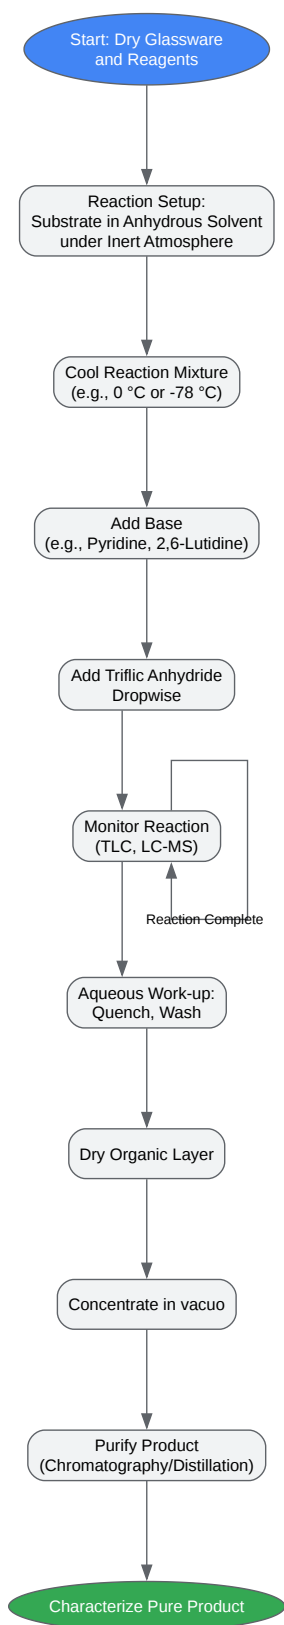 Start: Dry Glassware
and Reagents
Reaction Setup:
Substrate in Anhydrous Solvent
under Inert Atmosphere
Cool Reaction Mixture
(e.g., 0 °C or -78 °C)
Add Base
(e.g., Pyridine, 2,6-Lutidine)
Add Triflic Anhydride
Dropwise
Monitor Reaction
(TLC, LC-MS)
Reaction Complete
Aqueous Work-up:
Quench, Wash
Dry Organic Layer
Concentrate in vacuo
Purify Product
(Chromatography/Distillation)
Characterize Pure Product